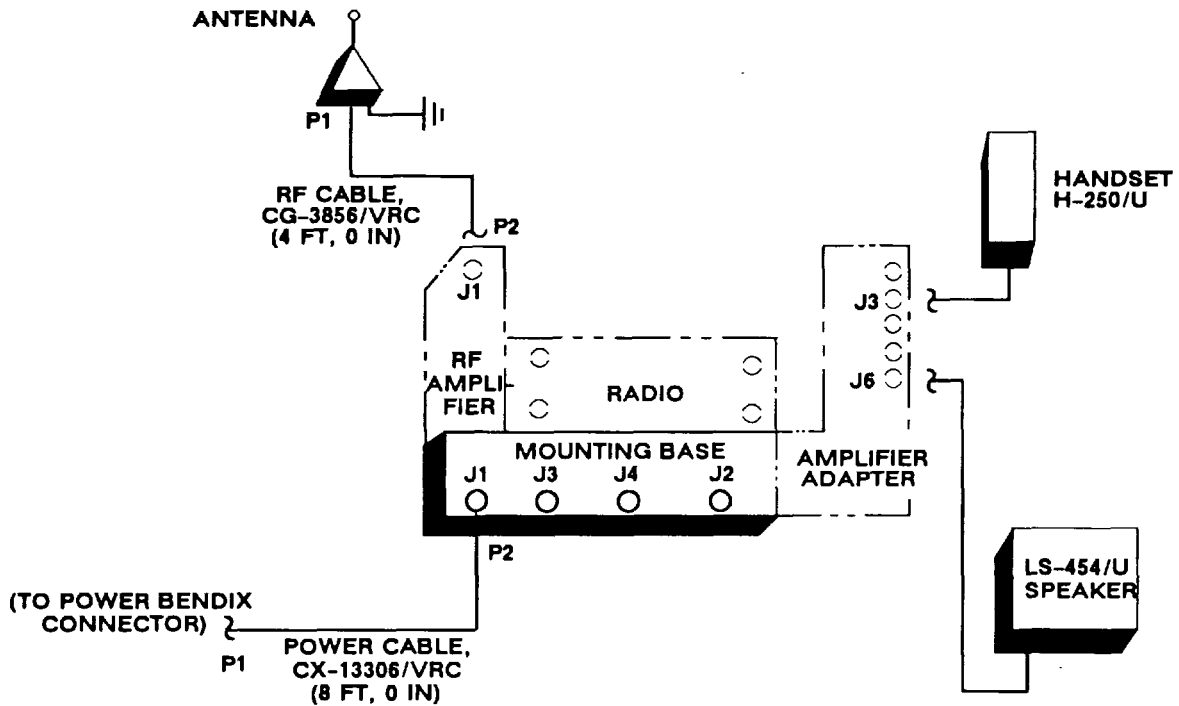 ANTENNA
P1
RF CABLE,
CG-3856/VRC
(4 FT, 0 IN)
P2
HANDSET
H-250/U
J1
J3
RF
AMPLI-
FIER
RADIO
J6
MOUNTING BASE
J1
J3
J4
J2
AMPLIFIER
ADAPTER
P2
LS-454/U
SPEAKER
(TO POWER BENDIX
CONNECTOR)
P1
POWER CABLE,
CX-13306/VRC
(8 FT, 0 IN)